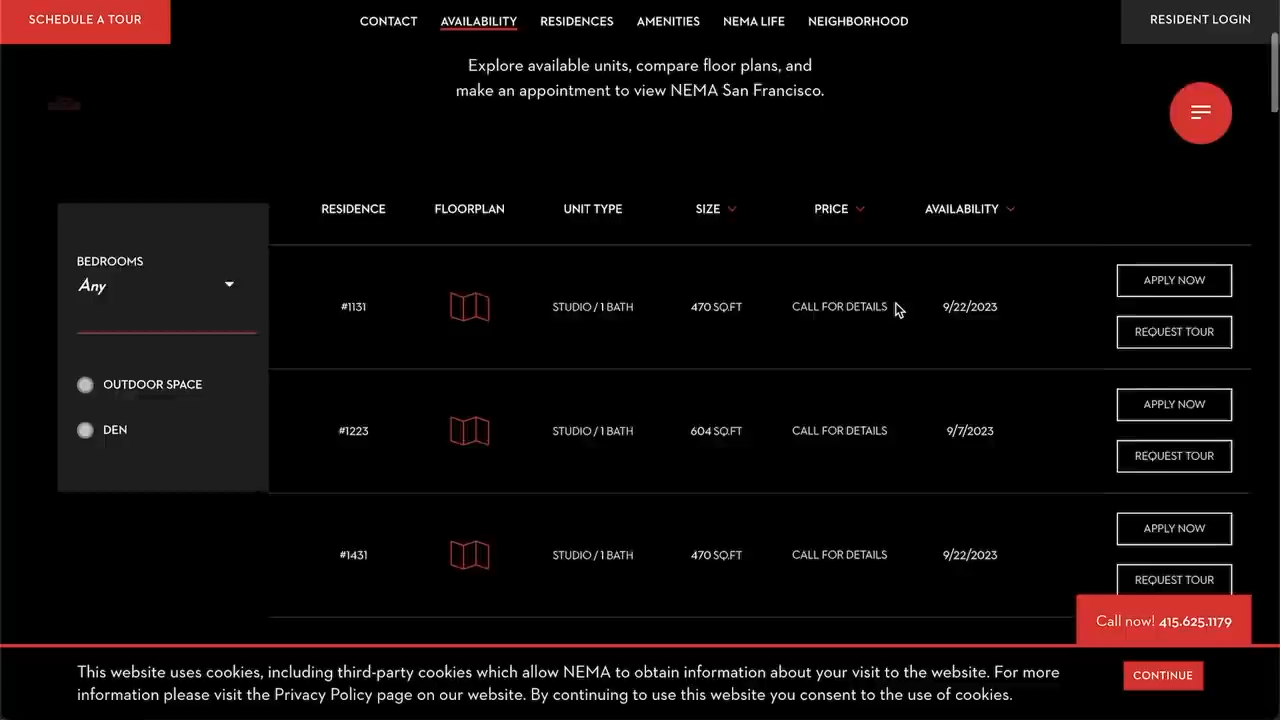 SCHEDULE A TOUR
CONTACT AVAILABILITY RESIDENCES AMENITIES NEMA LIFE NEIGHBORHOOD
RESIDENT LOGIN
Explore available units, compare floor plans, and
make an appointment to view NEMA San Francisco.
BEDROOMS
Any
OUTDOOR SPACE
DEN
RESIDENCE FLOORPLAN UNIT TYPE SIZE PRICE AVAILABILITY
#1131 STUDIO / 1 BATH 470 SQ.FT CALL FOR DETAILS 9/22/2023
APPLY NOW
REQUEST TOUR
#1223 STUDIO / 1 BATH 604 SQ.FT CALL FOR DETAILS 9/7/2023
APPLY NOW
REQUEST TOUR
#1431 STUDIO / 1 BATH 470 SQ.FT CALL FOR DETAILS 9/22/2023
APPLY NOW
REQUEST TOUR
Call now! 415.625.1179
This website uses cookies, including third-party cookies which allow NEMA to obtain information about your visit to the website. For more
information please visit the Privacy Policy page on our website. By continuing to use this website you consent to the use of cookies.
CONTINUE